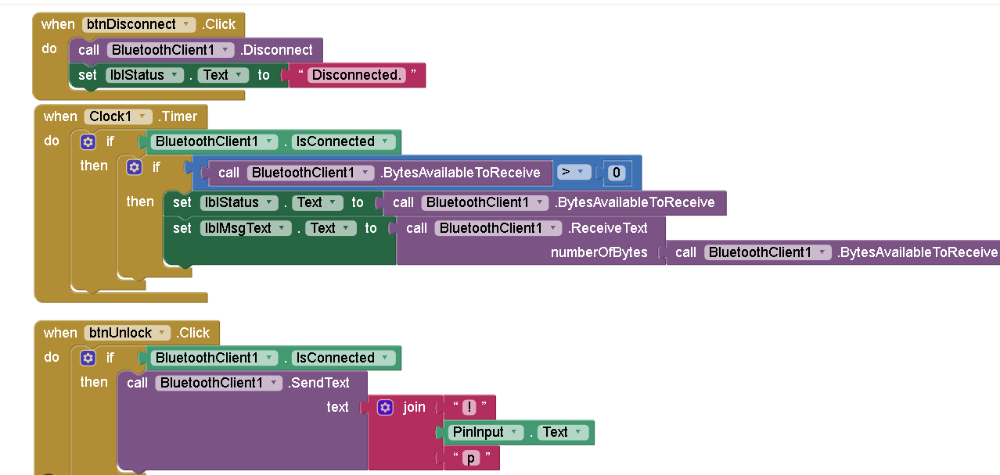 when btnDisconnect .Click
do call BluetoothClient1 .Disconnect
set lblStatus . Text to “ Disconnected. ”
when Clock1 .Timer
do if BluetoothClient1 . IsConnected
then if call BluetoothClient1 .BytesAvailableToReceive > 0
then set lblStatus . Text to call BluetoothClient1 .BytesAvailableToReceive
set lblMsgText . Text to call BluetoothClient1 .ReceiveText
numberOfBytes call BluetoothClient1 .BytesAvailableToReceive
when btnUnlock .Click
do if BluetoothClient1 . IsConnected
then call BluetoothClient1 .SendText
text join “ ! ”
PinInput . Text
“ p ”